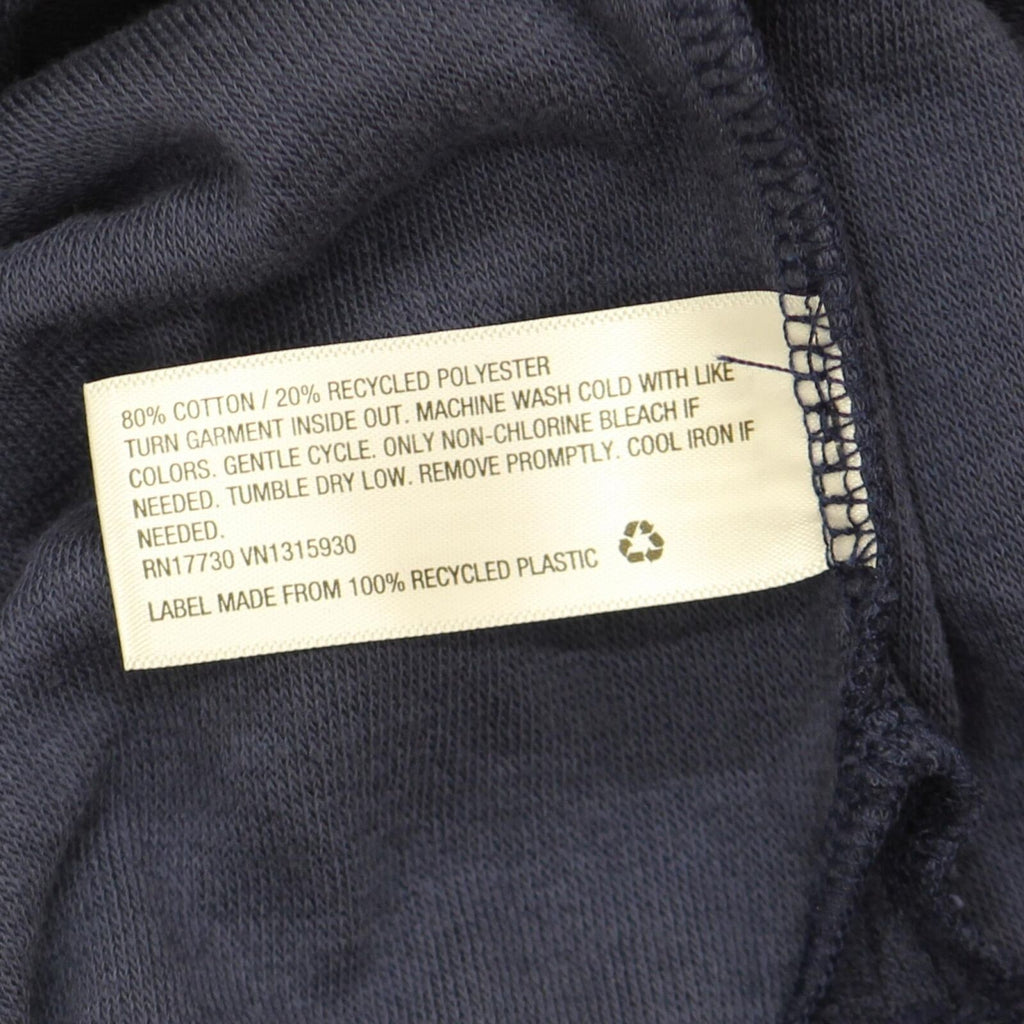 80% COTTON / 20% RECYCLED POLYESTER
TURN GARMENT INSIDE OUT. MACHINE WASH COLD WITH LIKE
COLORS. GENTLE CYCLE. ONLY NON-CHLORINE BLEACH IF
NEEDED. TUMBLE DRY LOW. REMOVE PROMPTLY. COOL IRON IF
NEEDED.
RN17730 VN1315930
LABEL MADE FROM 100% RECYCLED PLASTIC